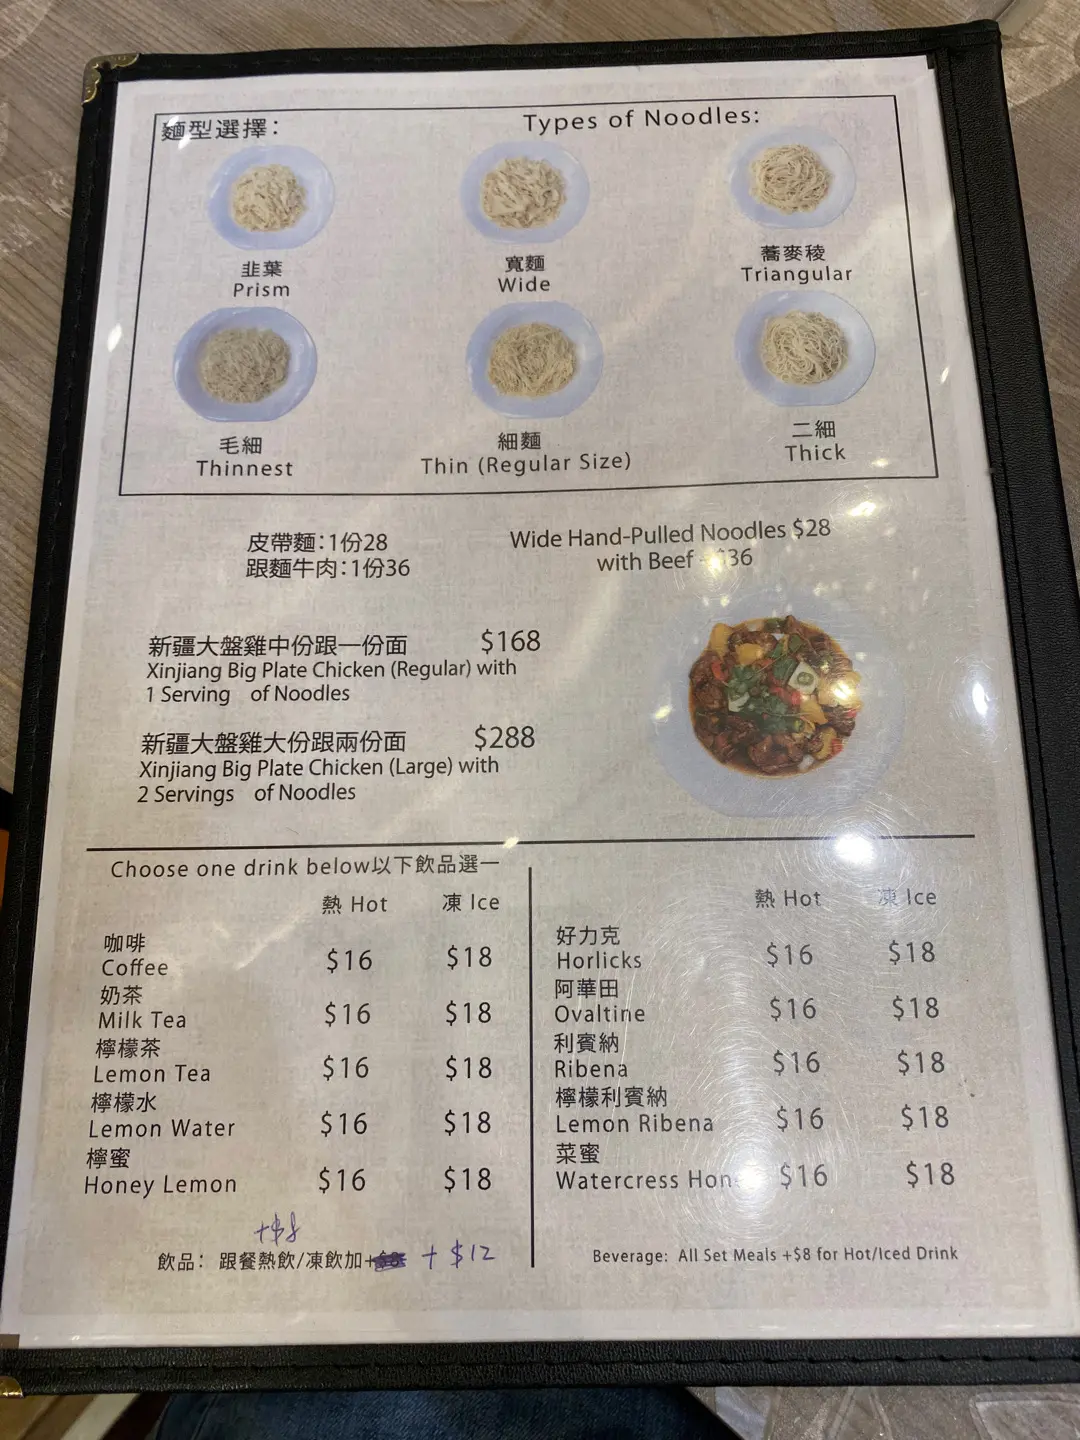 麵型選擇：
Types of Noodles:
韭葉
Prism
寬麵
Wide
蕎麥稜
Triangular
毛細
Thinnest
細麵
Thin (Regular Size)
二細
Thick
皮帶麵：1份28
跟麵牛肉：1份36
Wide Hand-Pulled Noodles $28
with Beef 36
新疆大盤雞中份跟一份面 $168
Xinjiang Big Plate Chicken (Regular) with
1 Serving of Noodles
新疆大盤雞大份跟兩份面 $288
Xinjiang Big Plate Chicken (Large) with
2 Servings of Noodles
Choose one drink below以下飲品選一
熱 Hot 凍 Ice
咖啡
Coffee $16 $18
奶茶
Milk Tea $16 $18
檸檬茶
Lemon Tea $16 $18
檸檬水
Lemon Water $16 $18
檸蜜
Honey Lemon $16 $18
+$8
飲品： 跟餐熱飲/凍飲加+ + $12
熱 Hot 凍 Ice
好力克
Horlicks $16 $18
阿華田
Ovaltine $16 $18
利賓納
Ribena $16 $18
檸檬利賓納
Lemon Ribena $16 $18
菜蜜
Watercress Hon $16 $18
Beverage: All Set Meals +$8 for Hot/Iced Drink